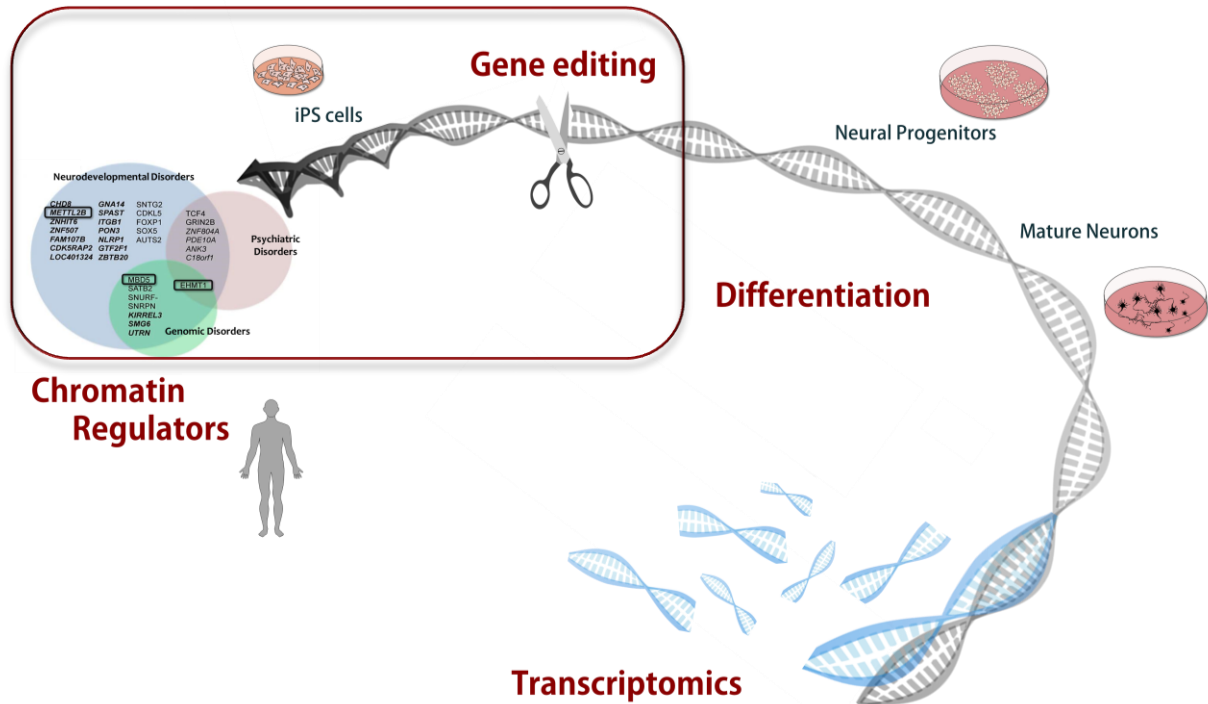 Gene editing
iPS cells
Neural Progenitors
Mature Neurons
Differentiation
Neurodevelopmental Disorders
CHD8
METTL2B
ZNHIT6
ZNF507
FAM107B
CDK5RAP2
LOC401324
GNA14
SPAST
ITGB1
PON3
NLRP1
GTF2F1
ZBTB20
SNTG2
CDKL5
FOXP1
SOX5
AUTS2
TCF4
GRIN2B
ZNF804A
PDE10A
ANK3
C18orf1
Psychiatric
Disorders
MBD5
SATB2
SNURF-
SNRPN
KIRREL3
SMG6
UTRN
EHMT1
Genomic Disorders
Chromatin
Regulators
Transcriptomics